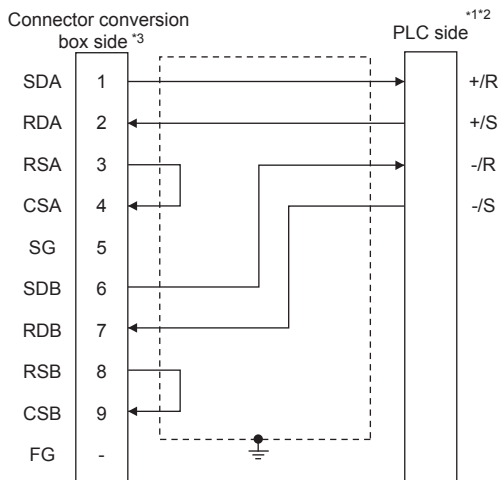 Connector conversion
box side *3
PLC side *1*2
SDA 1 +/R
RDA 2 +/S
RSA 3 -/R
CSA 4 -/S
SG 5
SDB 6
RDB 7
RSB 8
CSB 9
FG -